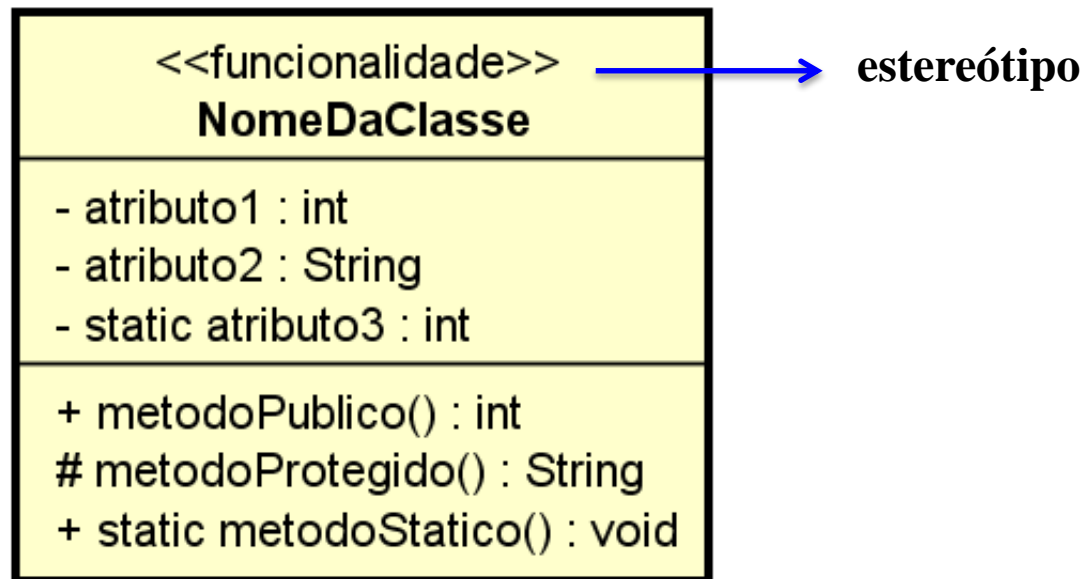 <<funcionalidade>>
estereótipo
NomeDaClasse
- atributo1 : int
- atributo2 : String
- static atributo3 : int
+ metodoPublico() : int
# metodoProtegido() : String
+ static metodoStatico() : void